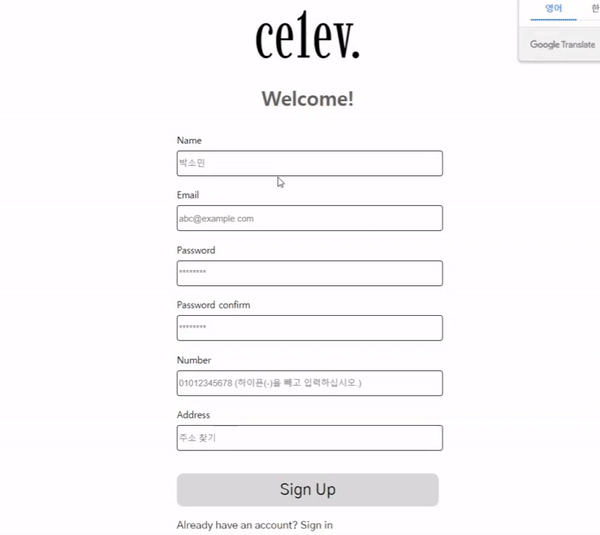 영어
한
Google Translate
ce1ev.
Welcome!
Name
박소민
Email
abc@example.com
Password
********
Password confirm
********
Number
01012345678 (하이픈(-)을 빼고 입력하십시오.)
Address
주소 찾기
Sign Up
Already have an account? Sign in